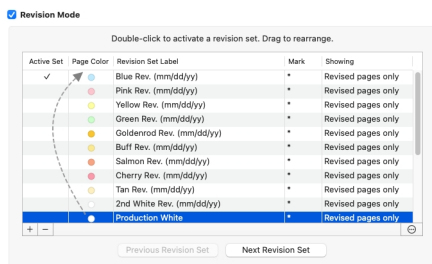 Revision Mode
Double-click to activate a revision set. Drag to rearrange.
Active Set Page Color Revision Set Label Mark Showing
Blue Rev. (mm/dd/yy) * Revised pages only
Pink Rev. (mm/dd/yy) * Revised pages only
Yellow Rev. (mm/dd/yy) * Revised pages only
Green Rev. (mm/dd/yy) * Revised pages only
Goldenrod Rev. (mm/dd/yy) * Revised pages only
Buff Rev. (mm/dd/yy) * Revised pages only
Salmon Rev. (mm/dd/yy) * Revised pages only
Cherry Rev. (mm/dd/yy) * Revised pages only
Tan Rev. (mm/dd/yy) * Revised pages only
2nd White Rev. (mm/dd/yy) * Revised pages only
Production White * Revised pages only
+ −
Previous Revision Set Next Revision Set